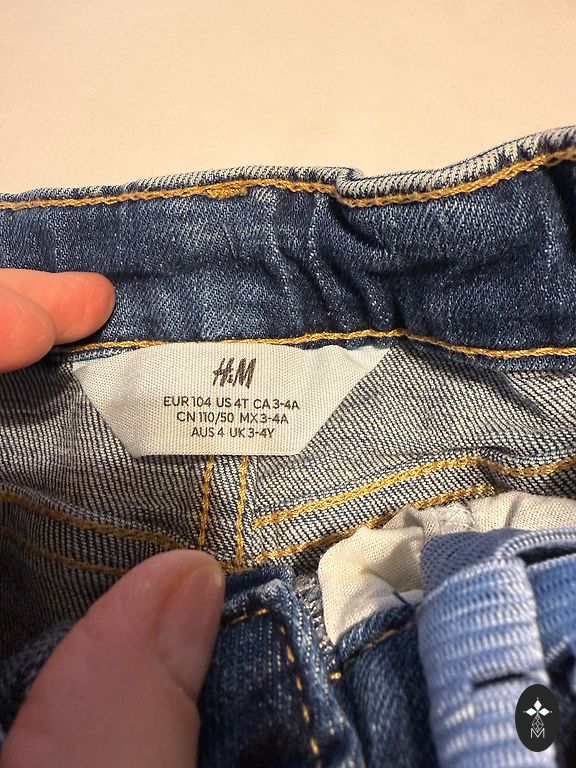 H&M
EUR 104 US 4T CA 3-4A
CN 110/50 MX 3-4A
AUS 4 UK 3-4Y
M